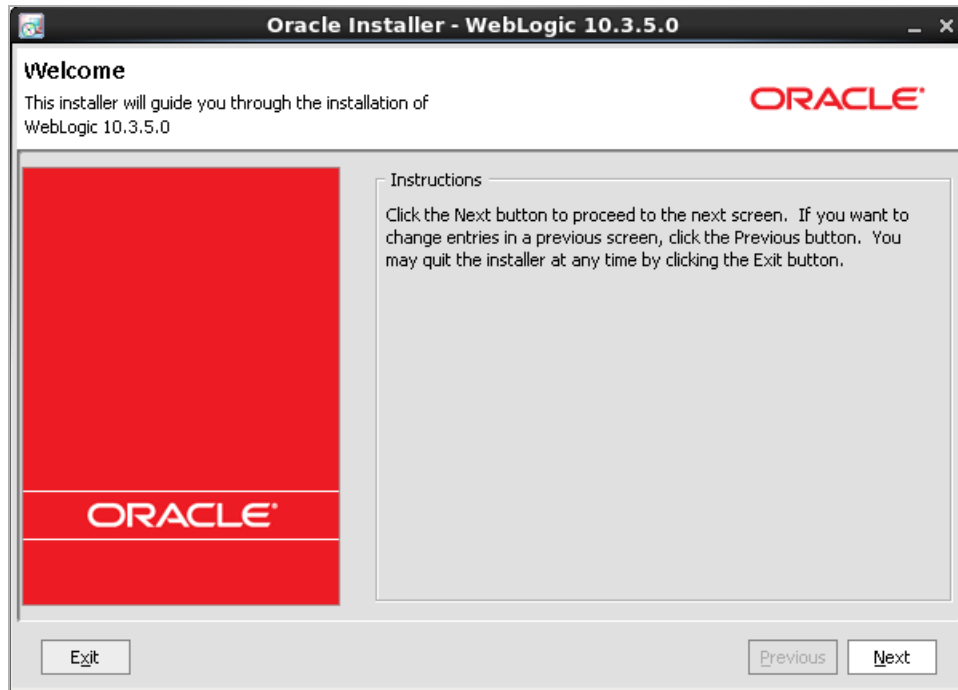 Oracle Installer - WebLogic 10.3.5.0
Welcome
This installer will guide you through the installation of
WebLogic 10.3.5.0
ORACLE®
Instructions
Click the Next button to proceed to the next screen. If you want to
change entries in a previous screen, click the Previous button. You
may quit the installer at any time by clicking the Exit button.
ORACLE®
Exit
Previous
Next